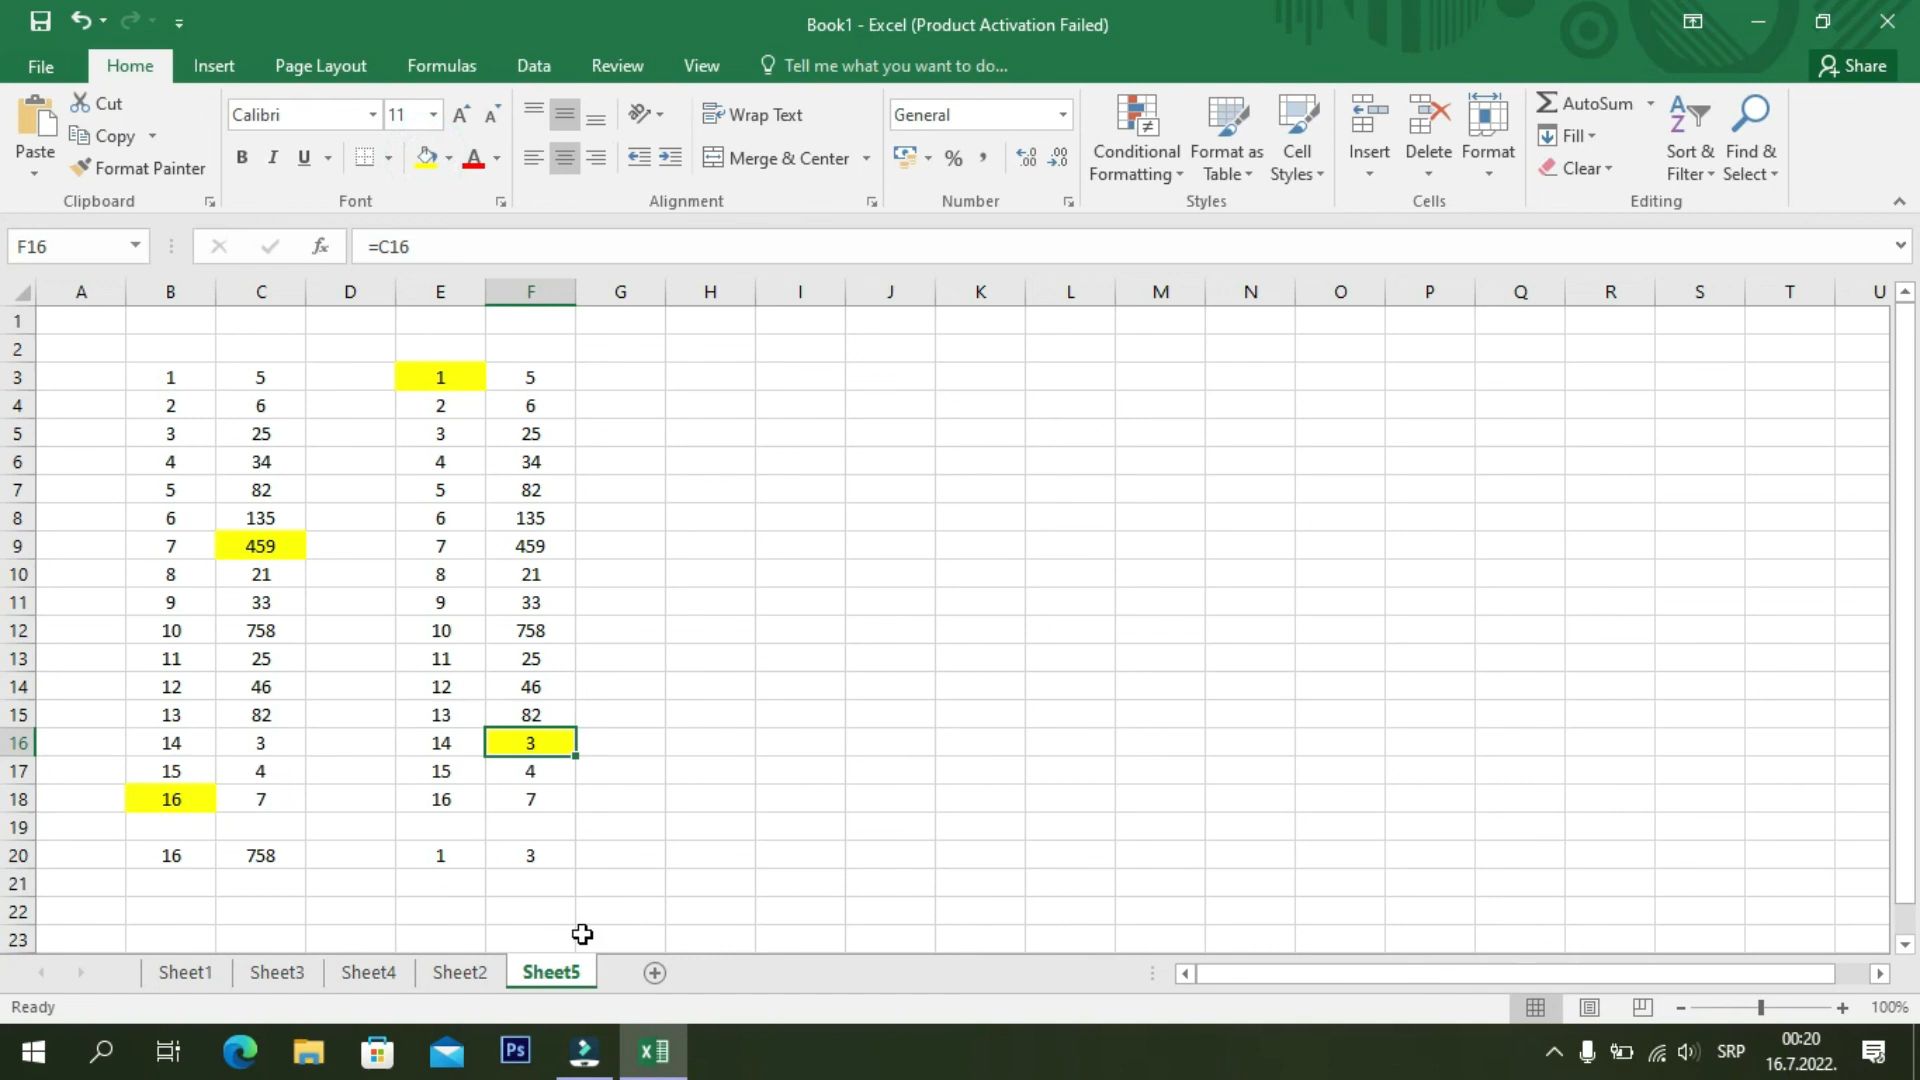 Book1 - Excel (Product Activation Failed)
File Home Insert Page Layout Formulas Data Review View Tell me what you want to do... Share
Paste Cut Copy Format Painter Clipboard
Calibri 11 A A B I U A Font
Wrap Text Merge & Center Alignment
General % Number
Conditional Formatting Format as Table Cell Styles Styles
Insert Delete Format Cells
AutoSum Fill Clear Sort & Filter Find & Select Editing
F16 fx =C16
A B C D E F G H I J K L M N O P Q R S T U
1
2
3 1 5 1 5
4 2 6 2 6
5 3 25 3 25
6 4 34 4 34
7 5 82 5 82
8 6 135 6 135
9 7 459 7 459
10 8 21 8 21
11 9 33 9 33
12 10 758 10 758
13 11 25 11 25
14 12 46 12 46
15 13 82 13 82
16 14 3 14 3
17 15 4 15 4
18 16 7 16 7
19
20 16 758 1 3
21
22
23
Sheet1 Sheet3 Sheet4 Sheet2 Sheet5
Ready 100%
Ps SRP 00:20
16.7.2022.